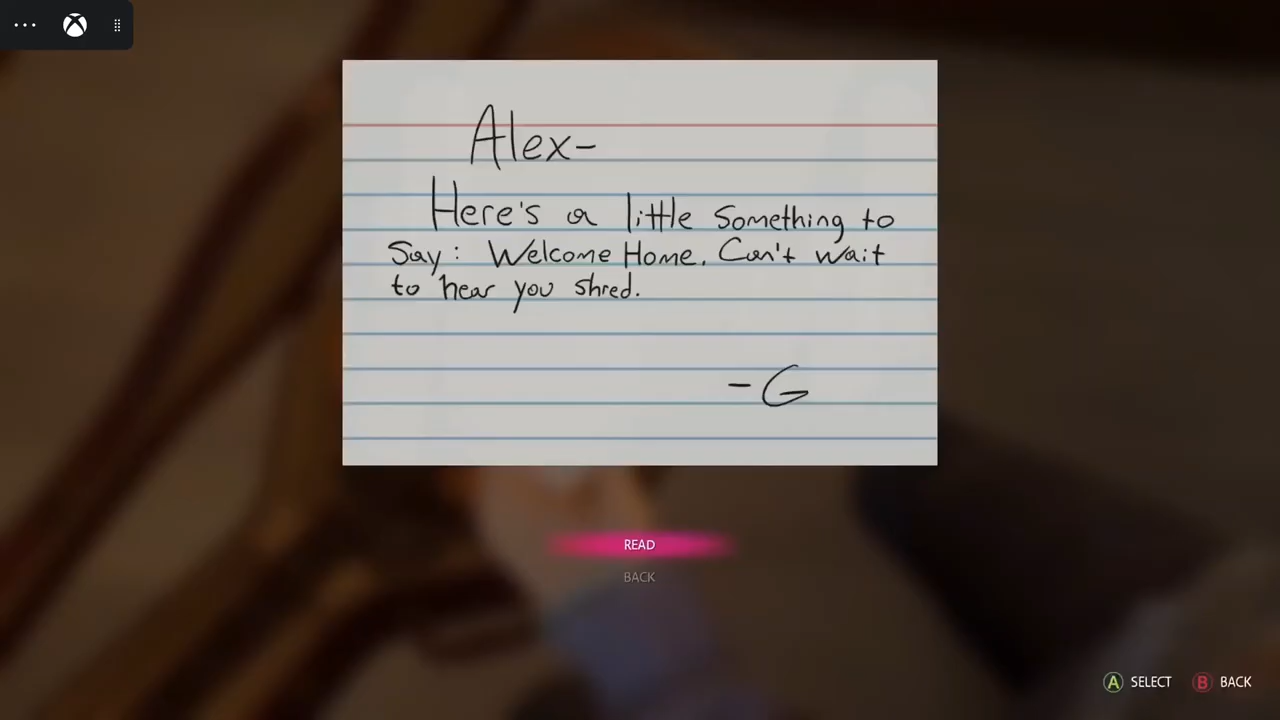 Alex-
Here's a little something to
Say: Welcome Home. Can't wait
to hear you shred.
-G
READ
BACK
A SELECT B BACK